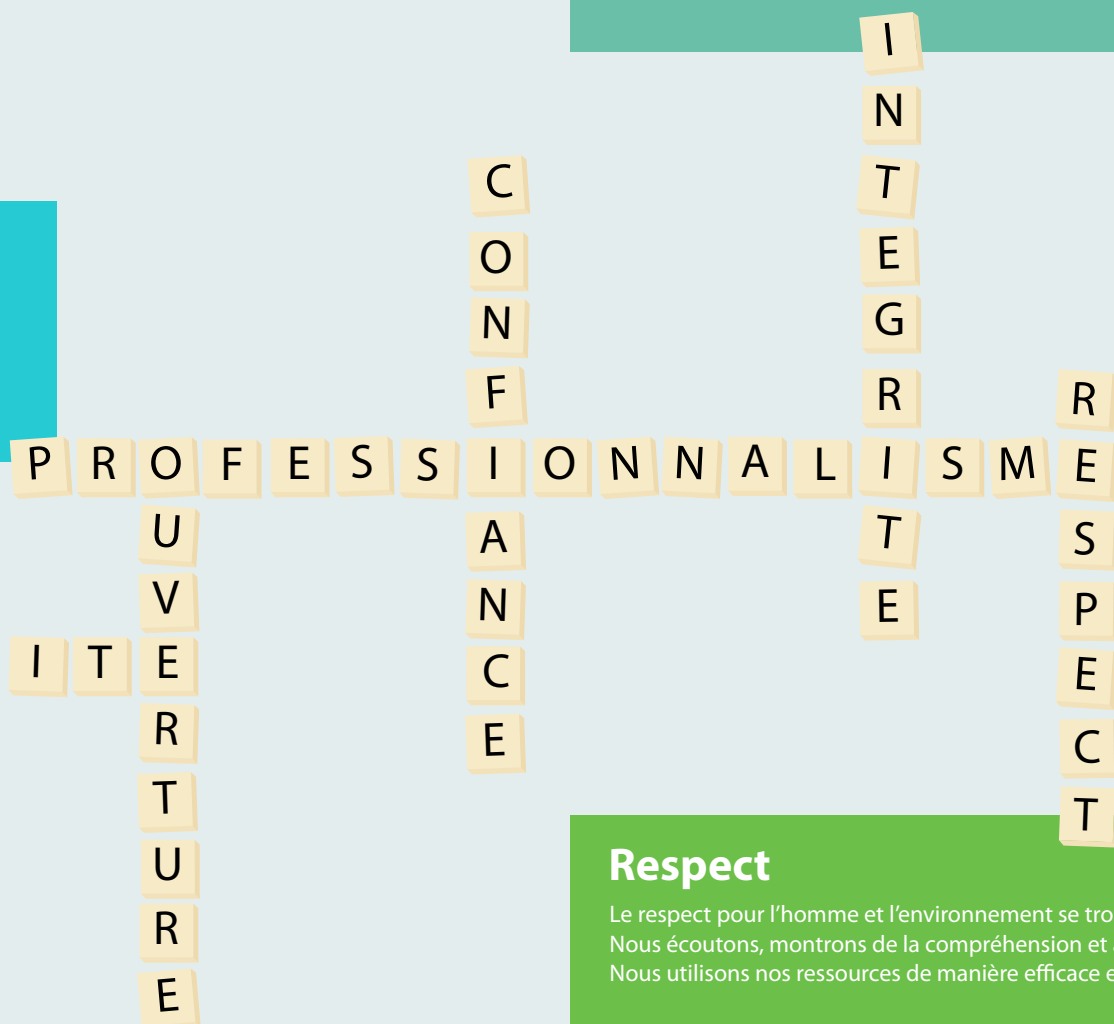 INTEGRITE
CONFIANCE
RESPECT
PROFESSIONNALISME
OUVERTURE
ITE
Respect
Le respect pour l'homme et l'environnement se tro
Nous écoutons, montrons de la compréhension et
Nous utilisons nos ressources de manière efficace e